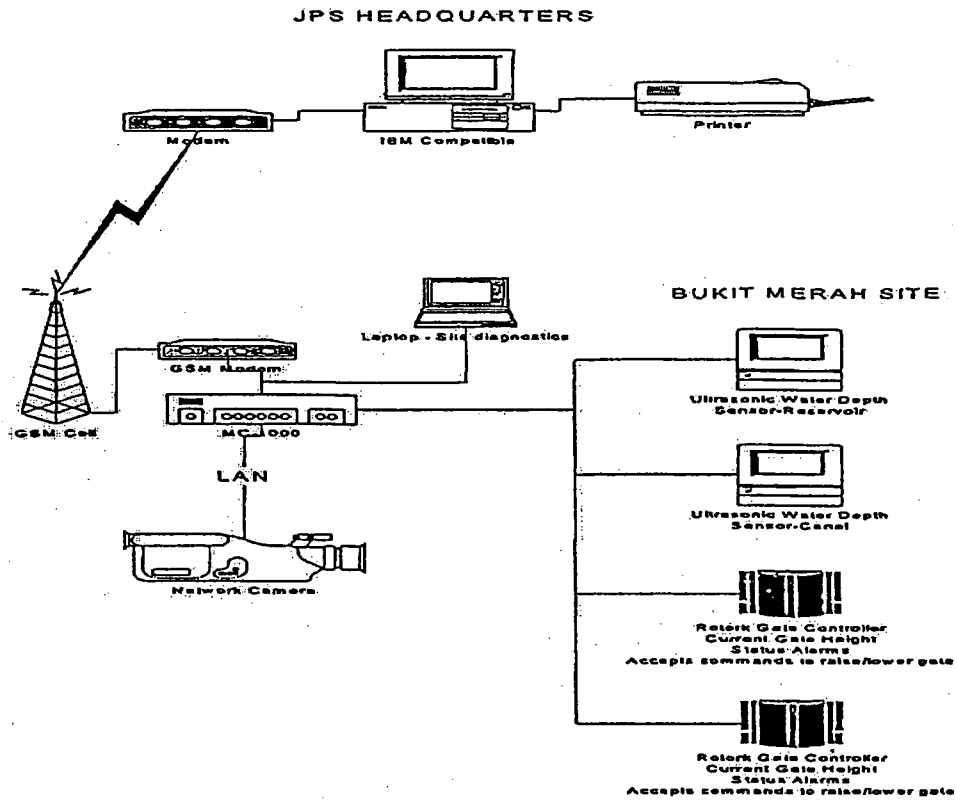 JPS HEADQUARTERS
Modem
IBM Compatible
Printer
BUKIT MERAH SITE
Laptop - Site diagnostics
GSM Modem
GSM Cell
MC-1000
LAN
Network Camera
Ultrasonic Water Depth
Sensor-Reservoir
Ultrasonic Water Depth
Sensor-Canal
Rotork Gate Controller
Current Gate Height
Status Alarms
Accepts commands to raise/lower gate
Rotork Gate Controller
Current Gate Height
Status Alarms
Accepts commands to raise/lower gate